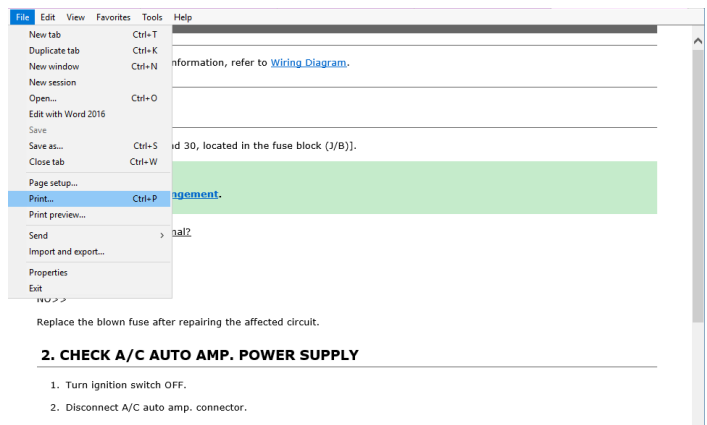 File Edit View Favorites Tools Help
New tab Ctrl+T
Duplicate tab Ctrl+K
New window Ctrl+N
New session
Open... Ctrl+O
Edit with Word 2016
Save
Save as... Ctrl+S
Close tab Ctrl+W
Page setup...
Print... Ctrl+P
Print preview...
Send >
Import and export...
Properties
Exit
nformation, refer to Wiring Diagram.
d 30, located in the fuse block (J/B)].
ngement.
nal?
NO>>
Replace the blown fuse after repairing the affected circuit.
2. CHECK A/C AUTO AMP. POWER SUPPLY
1. Turn ignition switch OFF.
2. Disconnect A/C auto amp. connector.